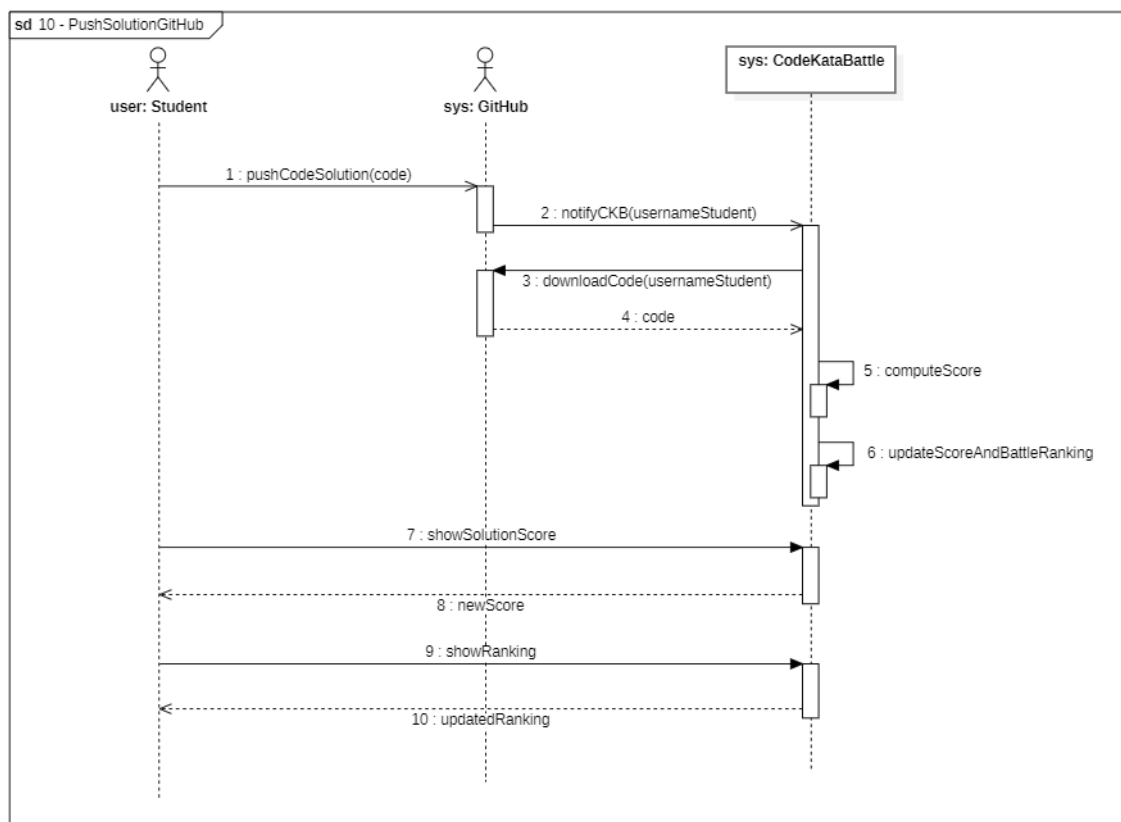 sd 10 - PushSolutionGitHub
user: Student
sys: GitHub
sys: CodeKataBattle
1 : pushCodeSolution(code)
2 : notifyCKB(usernameStudent)
3 : downloadCode(usernameStudent)
4 : code
5 : computeScore
6 : updateScoreAndBattleRanking
7 : showSolutionScore
8 : newScore
9 : showRanking
10 : updatedRanking